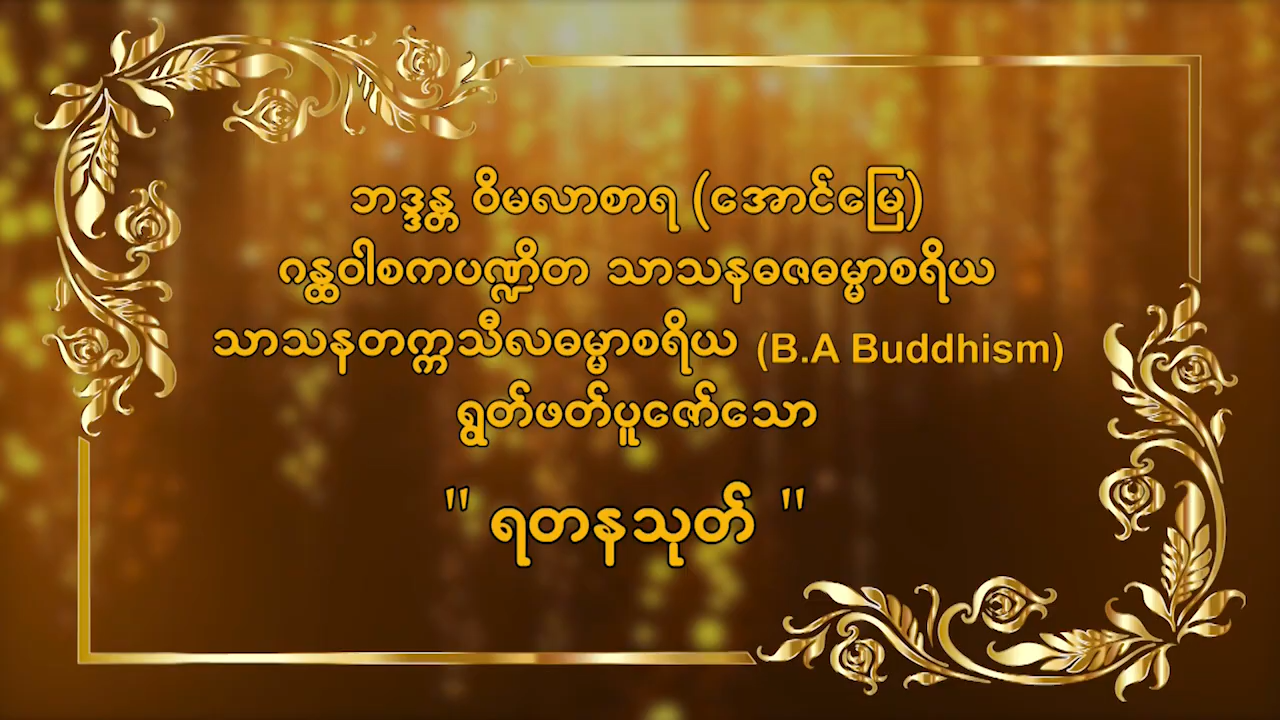 ဘဒ္ဒန္တ ဝိမလာစာရ (အောင်မြေ)
ဂန္ထဝါစကပဏ္ဍိတ သာသနဓဇဓမ္မာစရိယ
သာသနတက္ကသီလဓမ္မာစရိယ (B.A Buddhism)
ရွတ်ဖတ်ပူဇော်သော
" ရတနသုတ် "